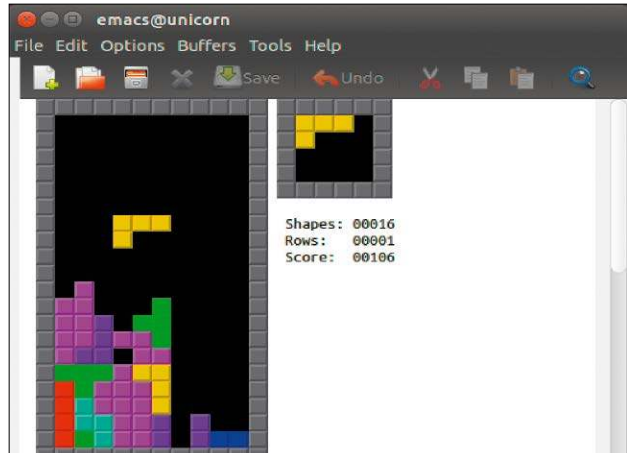 emacs@unicorn
File Edit Options Buffers Tools Help
Save Undo
Shapes: 00016
Rows: 00001
Score: 00106